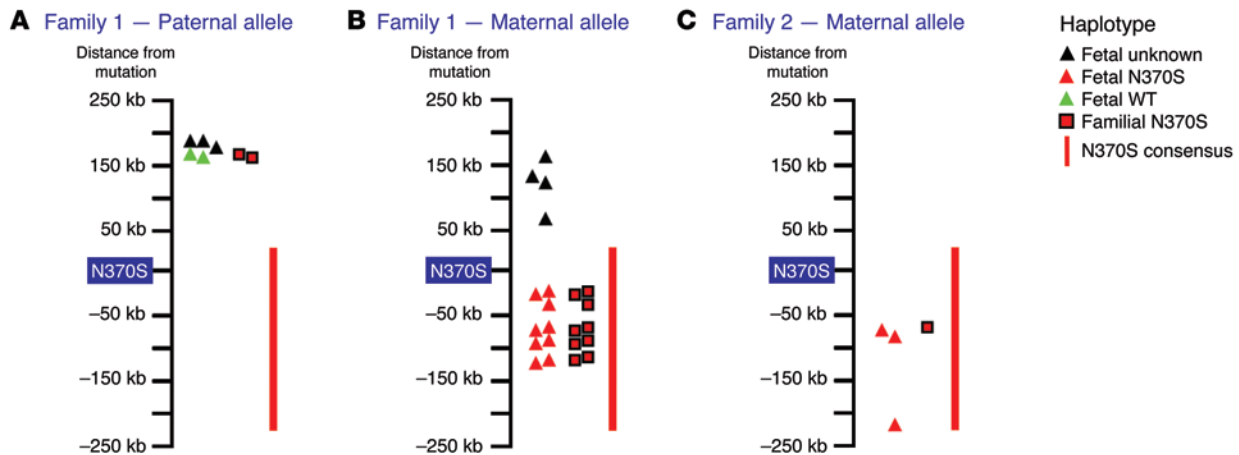 A Family 1 — Paternal allele
Distance from
mutation
250 kb
150 kb
50 kb
N370S
–50 kb
–150 kb
–250 kb
B Family 1 — Maternal allele
Distance from
mutation
250 kb
150 kb
50 kb
N370S
–50 kb
–150 kb
–250 kb
C Family 2 — Maternal allele
Distance from
mutation
250 kb
150 kb
50 kb
N370S
–50 kb
–150 kb
–250 kb
Haplotype
Fetal unknown
Fetal N370S
Fetal WT
Familial N370S
N370S consensus